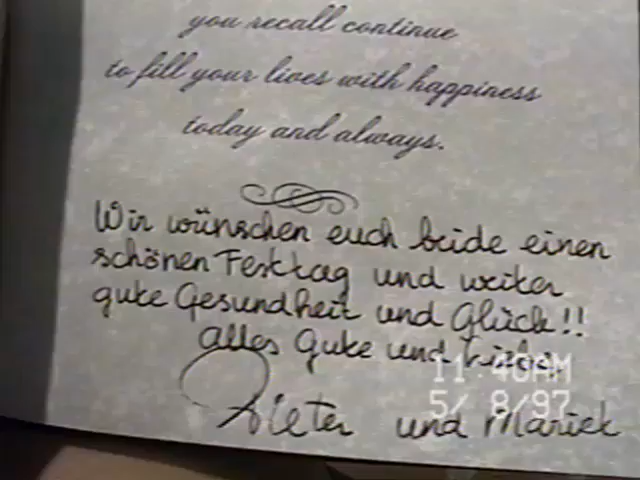 you recall continue
to fill your lives with happiness
today and always.
Wir wünschen euch beide einen
schönen Festtag und weiter
gute Gesundheit und Glück!!
alles Gute und
Dieter und Mariek
11:40AM
5/ 8/97